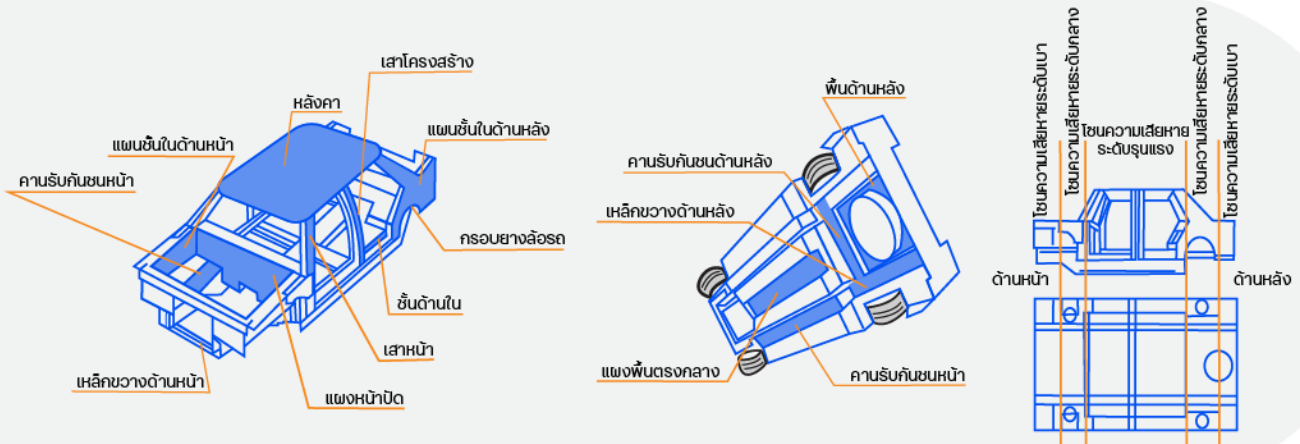 เสาโครงสร้าง
หลังคา
แผนชั้นในด้านหลัง
แผนชั้นในด้านหน้า
คานรับกันชนหน้า
กรอบยางล้อรถ
ชั้นด้านใน
เสาหน้า
เหล็กขวางด้านหน้า
แผงหน้าปัด
พื้นด้านหลัง
คานรับกันชนด้านหลัง
เหล็กขวางด้านหลัง
แผงพื้นตรงกลาง
คานรับกันชนหน้า
โซนความเสียหายระดับเบา
โซนความเสียหายระดับกลาง
โซนความเสียหาย
ระดับรุนแรง
โซนความเสียหายระดับกลาง
โซนความเสียหายระดับเบา
ด้านหน้า
ด้านหลัง